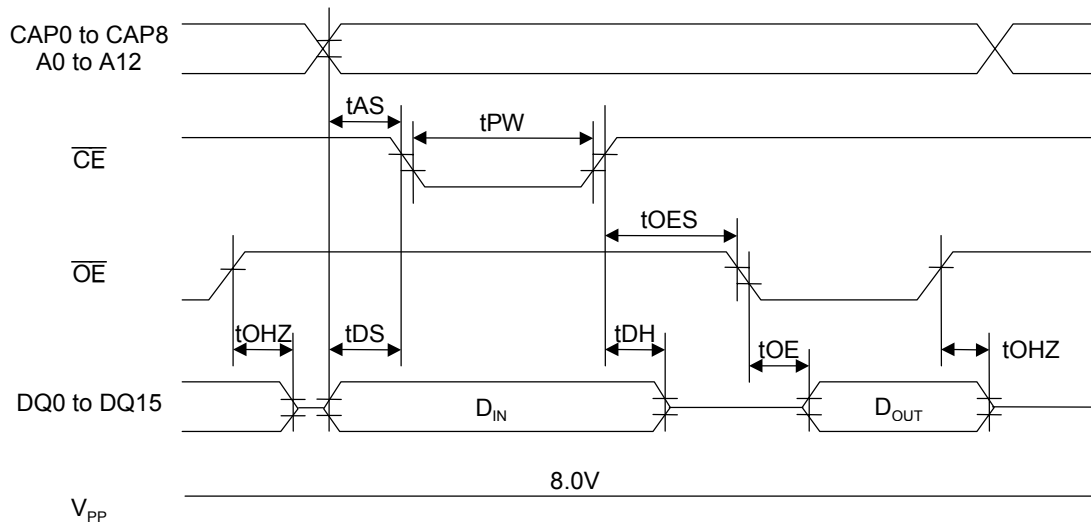 CAP0 to CAP8
A0 to A12
tAS
tPW
CE
tOES
OE
tOHZ
tDS
tDH
tOE
tOHZ
DQ0 to DQ15
DIN
DOUT
8.0V
VPP